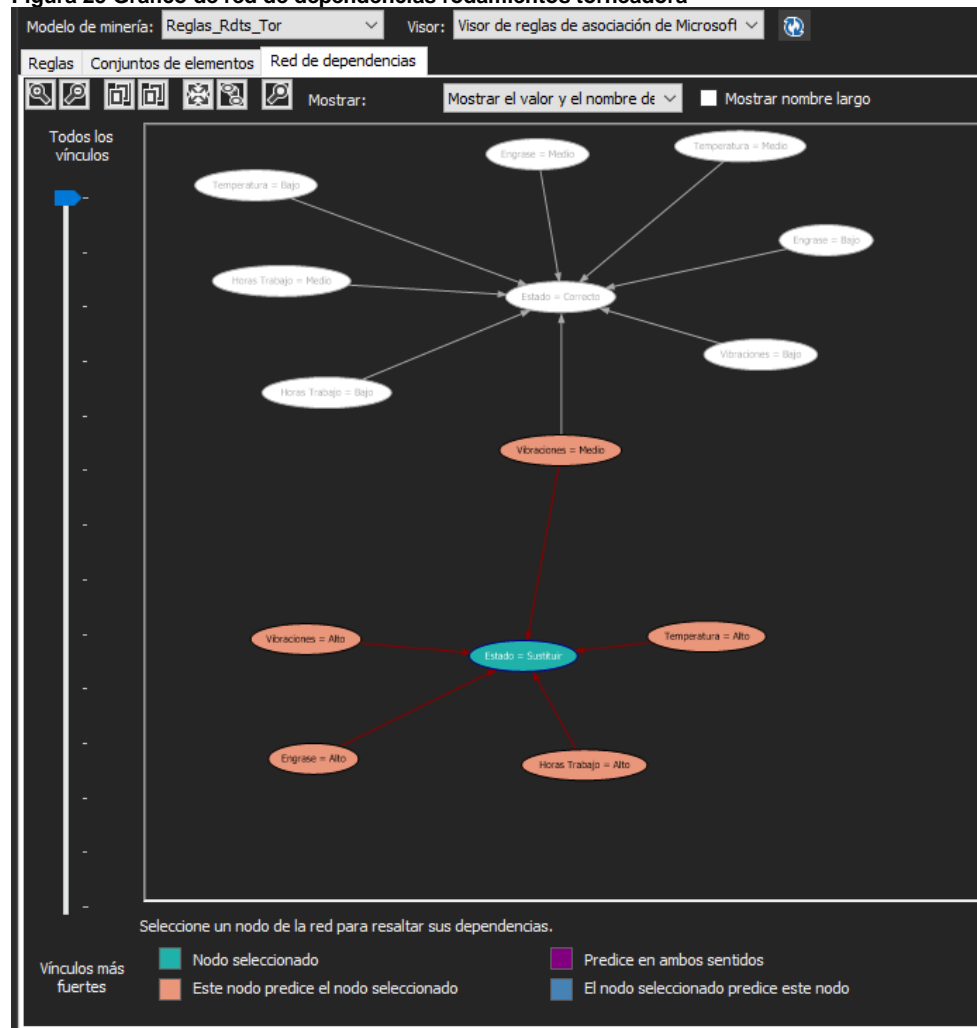 Figura 25 Gráfico de red de dependencias rodamientos torneadora
Modelo de minería: Reglas_Rdts_Tor Visor: Visor de reglas de asociación de Microsoft
Reglas Conjuntos de elementos Red de dependencias
Mostrar: Mostrar el valor y el nombre de Mostrar nombre largo
Todos los
vínculos
Engrase = Medio
Temperatura = Medio
Temperatura = Bajo
Engrase = Bajo
Horas Trabajo = Medio
Estado = Correcto
Vibraciones = Bajo
Horas Trabajo = Bajo
Vibraciones = Medio
Vibraciones = Alto
Temperatura = Alto
Estado = Sustituir
Engrase = Alto
Horas Trabajo = Alto
Seleccione un nodo de la red para resaltar sus dependencias.
Vínculos más
fuertes
Nodo seleccionado
Predice en ambos sentidos
Este nodo predice el nodo seleccionado
El nodo seleccionado predice este nodo